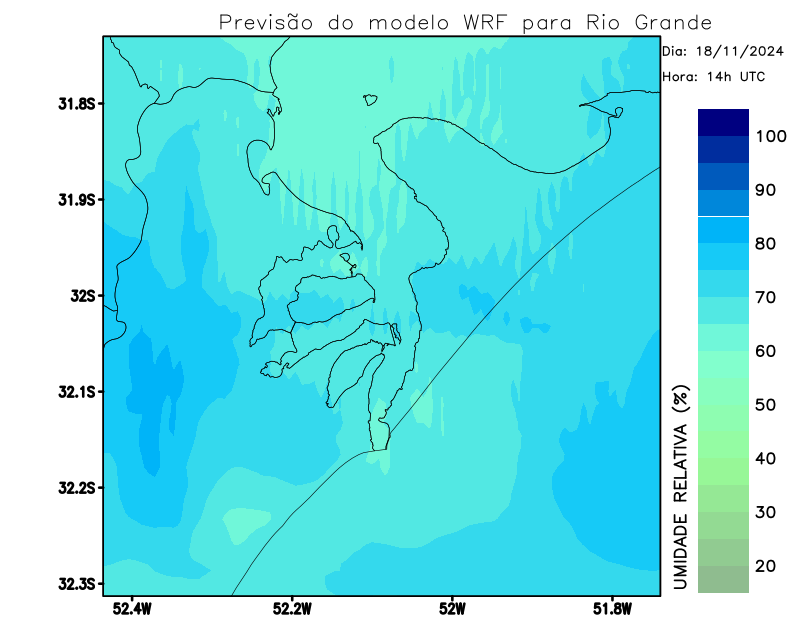 Previsão do modelo WRF para Rio Grande
Dia: 18/11/2024
Hora: 14h UTC
31.8S
31.9S
32S
32.1S
32.2S
32.3S
52.4W
52.2W
52W
51.8W
100
90
80
70
60
50
40
30
20
UMIDADE RELATIVA (%)